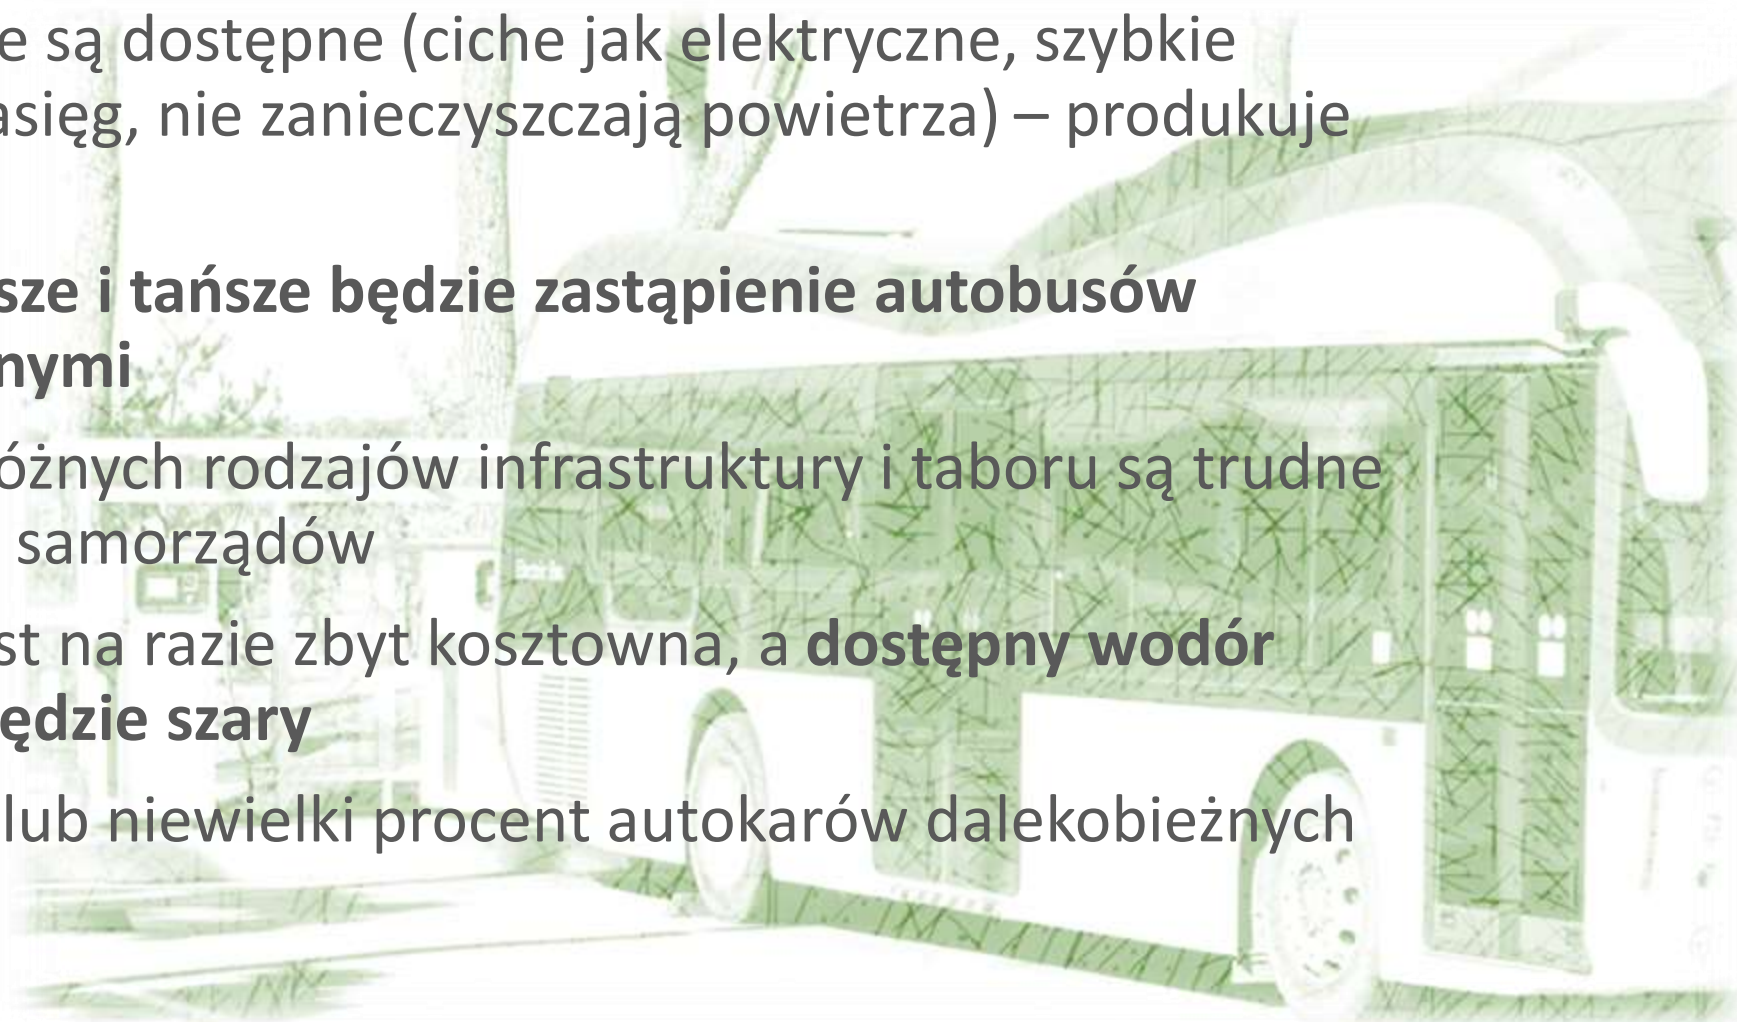 e są dostępne (ciche jak elektryczne, szybkie
asięg, nie zanieczyszczają powietrza) – produkuje
sze i tańsze będzie zastąpienie autobusów
nymi
óżnych rodzajów infrastruktury i taboru są trudne
samorządów
st na razie zbyt kosztowna, a dostępny wodór
ędzie szary
lub niewielki procent autokarów dalekobieżnych